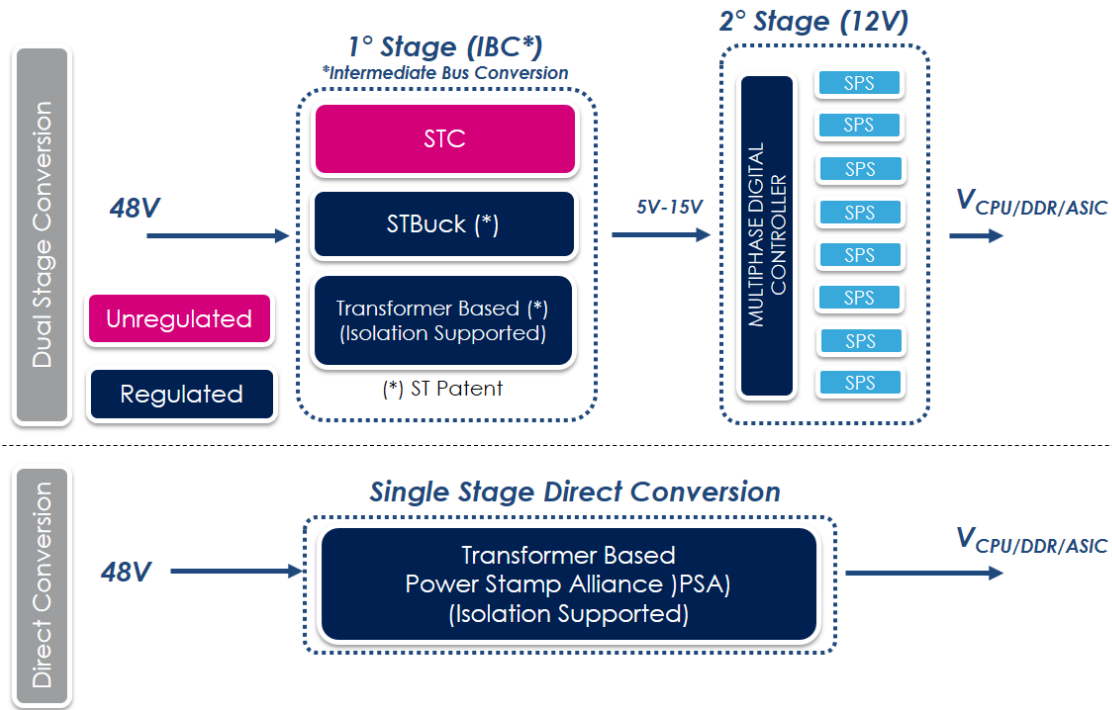 Dual Stage Conversion
1° Stage (IBC*)
*Intermediate Bus Conversion
STC
STBuck (*)
Transformer Based (*)
(Isolation Supported)
(*) ST Patent
48V
Unregulated
Regulated
5V-15V
2° Stage (12V)
MULTIPHASE DIGITAL
CONTROLLER
SPS
SPS
SPS
SPS
SPS
SPS
SPS
SPS
VCPU/DDR/ASIC
Direct Conversion
Single Stage Direct Conversion
48V
Transformer Based
Power Stamp Alliance )PSA)
(Isolation Supported)
VCPU/DDR/ASIC